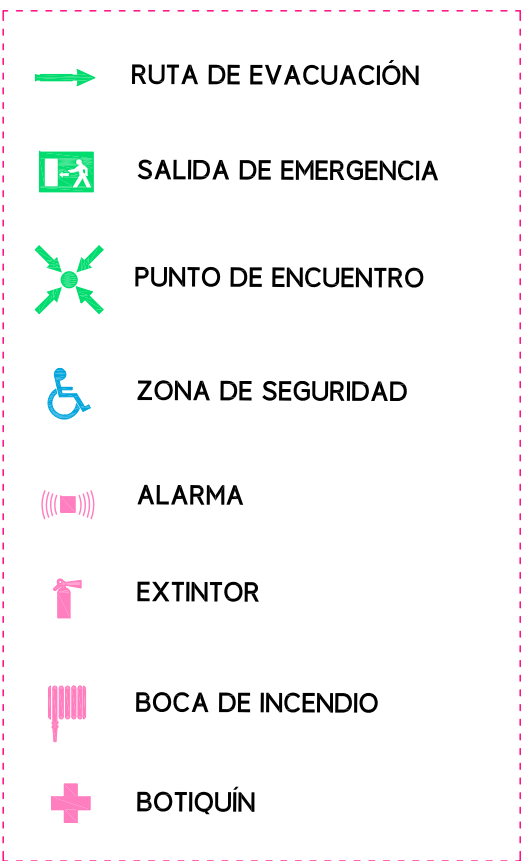 RUTA DE EVACUACIÓN
SALIDA DE EMERGENCIA
PUNTO DE ENCUENTRO
ZONA DE SEGURIDAD
ALARMA
EXTINTOR
BOCA DE INCENDIO
BOTIQUÍN